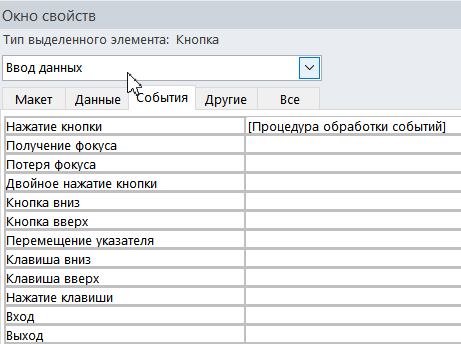 Окно свойств
Тип выделенного элемента: Кнопка
Ввод данных
Макет Данные События Другие Все
Нажатие кнопки [Процедура обработки событий]
Получение фокуса
Потеря фокуса
Двойное нажатие кнопки
Кнопка вниз
Кнопка вверх
Перемещение указателя
Клавиша вниз
Клавиша вверх
Нажатие клавиши
Вход
Выход